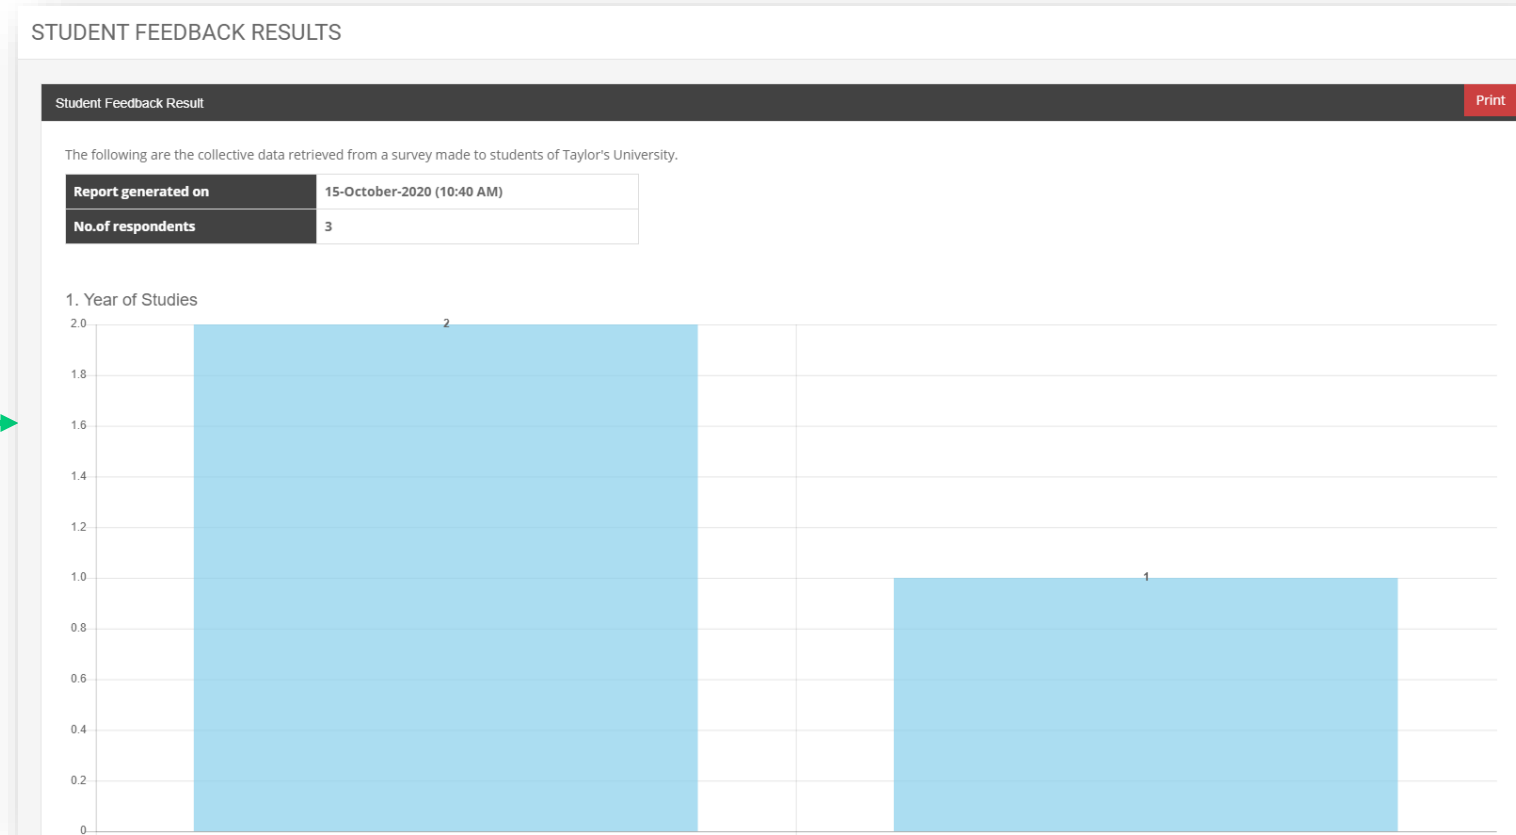 STUDENT FEEDBACK RESULTS
Student Feedback Result
Print
The following are the collective data retrieved from a survey made to students of Taylor's University.
Report generated on 15-October-2020 (10:40 AM)
No.of respondents 3
1. Year of Studies
2.0
2
1.8
1.6
1.4
1.2
1.0
1
0.8
0.6
0.4
0.2
0